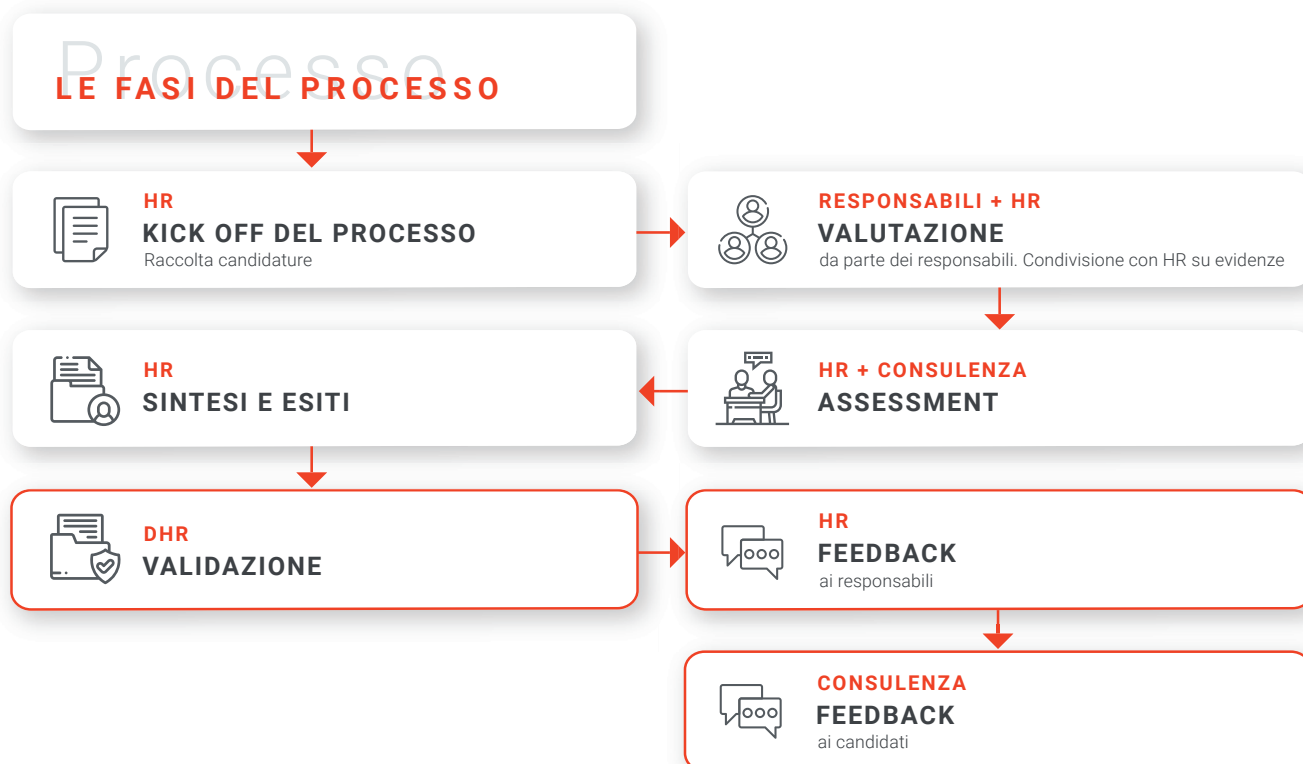 Processo
LE FASI DEL PROCESSO
HR
KICK OFF DEL PROCESSO
Raccolta candidature
RESPONSABILI + HR
VALUTAZIONE
da parte dei responsabili. Condivisione con HR su evidenze
HR + CONSULENZA
ASSESSMENT
HR
SINTESI E ESITI
DHR
VALIDAZIONE
HR
FEEDBACK
ai responsabili
CONSULENZA
FEEDBACK
ai candidati